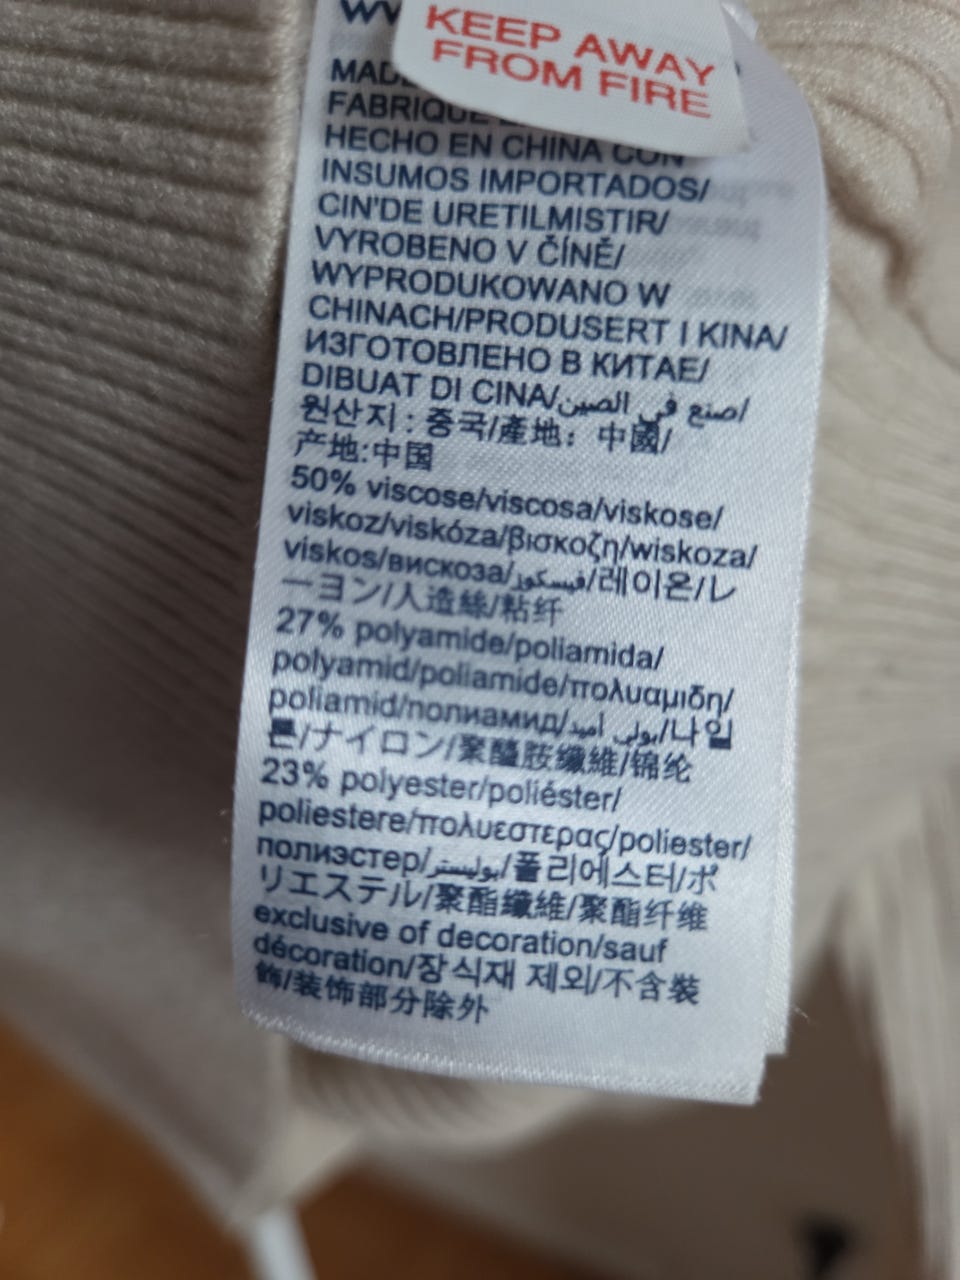 KEEP AWAY
FROM FIRE
HECHO EN CHINA CON
INSUMOS IMPORTADOS/
CIN'DE URETILMISTIR/
VYROBENO V ČÍNĚ/
WYPRODUKOWANO W
CHINACH/PRODUSERT I KINA/
ИЗГОТОВЛЕНО В КИТАЕ/
DIBUAT DI CINA/صنع في الصين/
원산지 : 중국/產地：中國/
产地:中国
50% viscose/viscosa/viskose/
viskoz/viskóza/βισκοζη/wiskoza/
viskos/вискоза/فيسكوز/레이온/レ
ーヨン/人造絲/粘纤
27% polyamide/poliamida/
polyamid/poliamide/πολυαμιδη/
poliamid/полиамид/بولي أميد/나일
론/ナイロン/聚醯胺纖維/锦纶
23% polyester/poliéster/
poliestere/πολυεστερας/poliester/
полиэстер/بوليستر/폴리에스터/ポ
リエステル/聚酯纖維/聚酯纤维
exclusive of decoration/sauf
décoration/장식재 제외/不含裝
飾/装饰部分除外